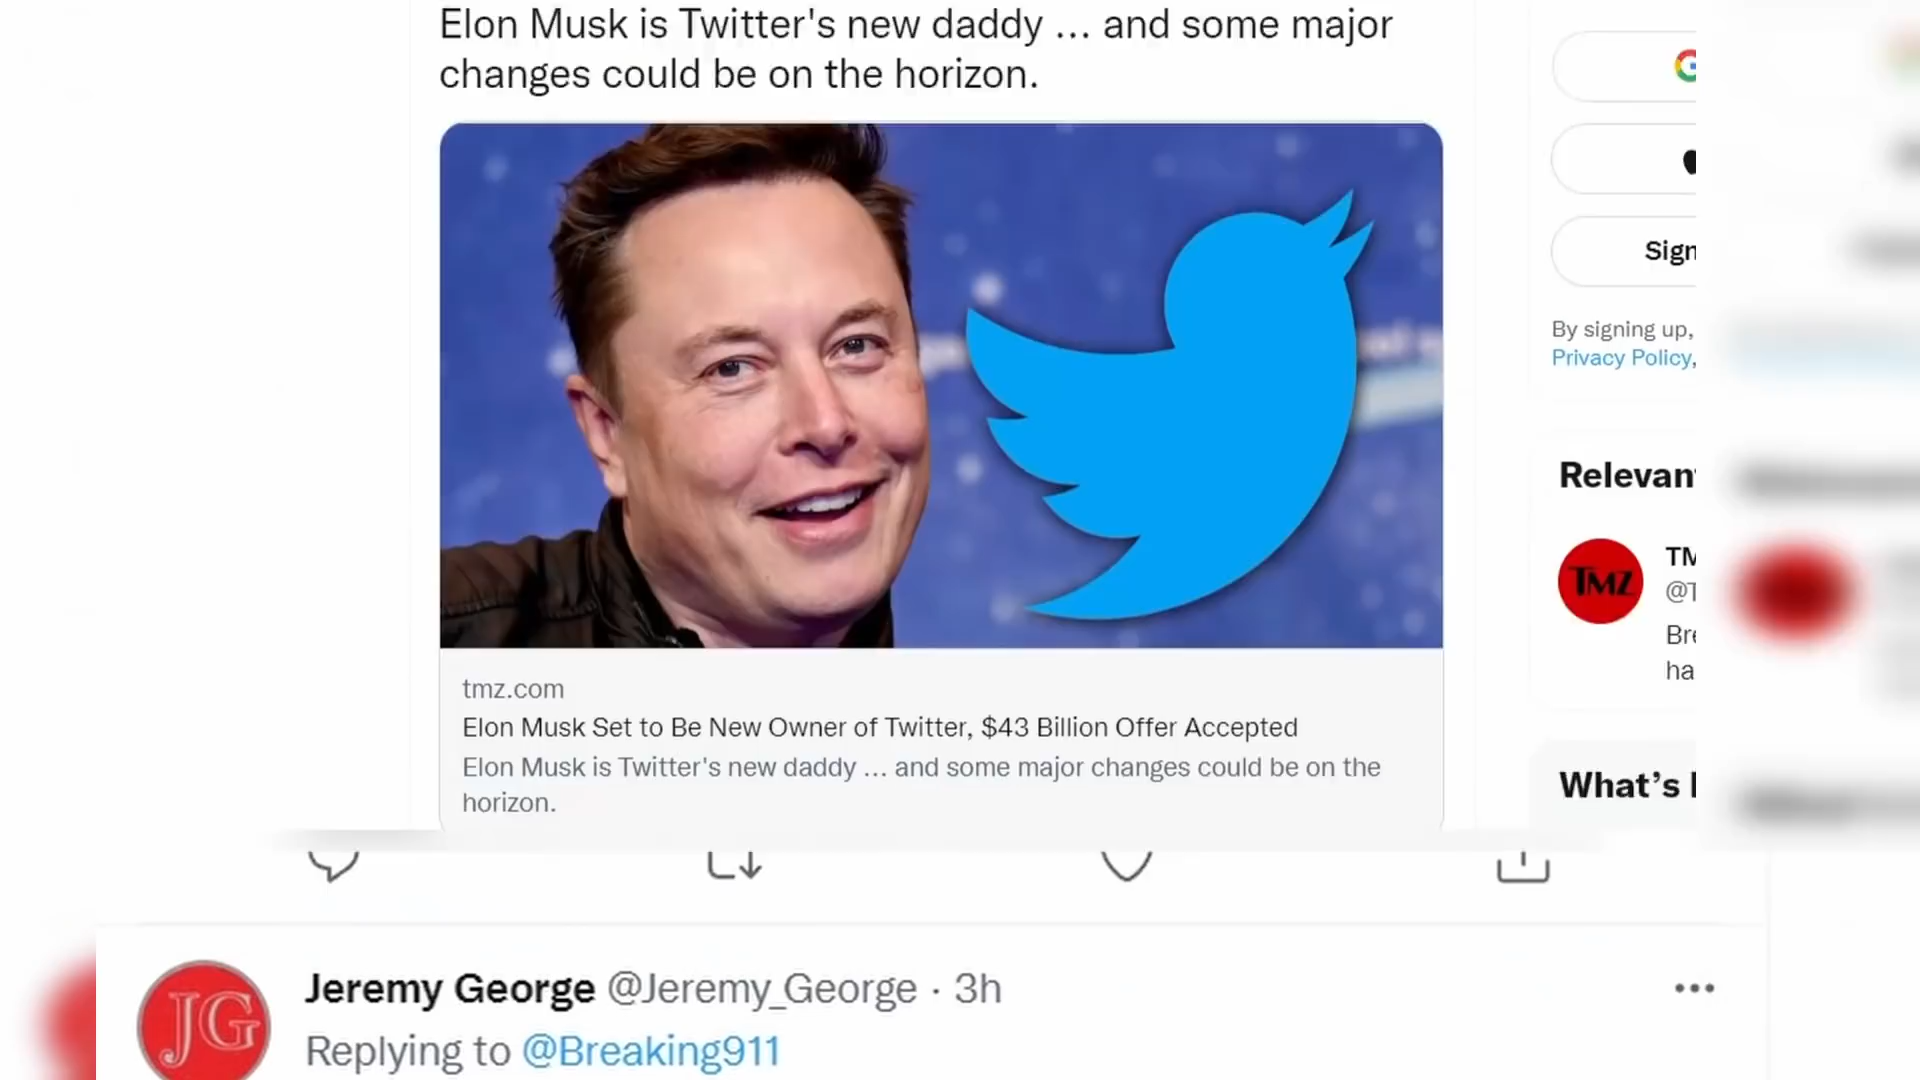 Elon Musk is Twitter's new daddy ... and some major
changes could be on the horizon.
Sign
By signing up,
Privacy Policy,
Relevan
TMZ
TM
@T
Bre
ha
tmz.com
Elon Musk Set to Be New Owner of Twitter, $43 Billion Offer Accepted
Elon Musk is Twitter's new daddy ... and some major changes could be on the
horizon.
What's
JG
Jeremy George @Jeremy_George · 3h
Replying to @Breaking911